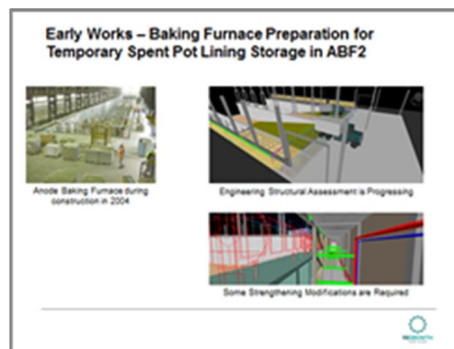 Early Works – Baking Furnace Preparation for
Temporary Spent Pot Lining Storage in ABF2
Anode Baking Furnace during
construction in 2004
Engineering Structural Assessment is Progressing
Some Strengthening Modifications are Required